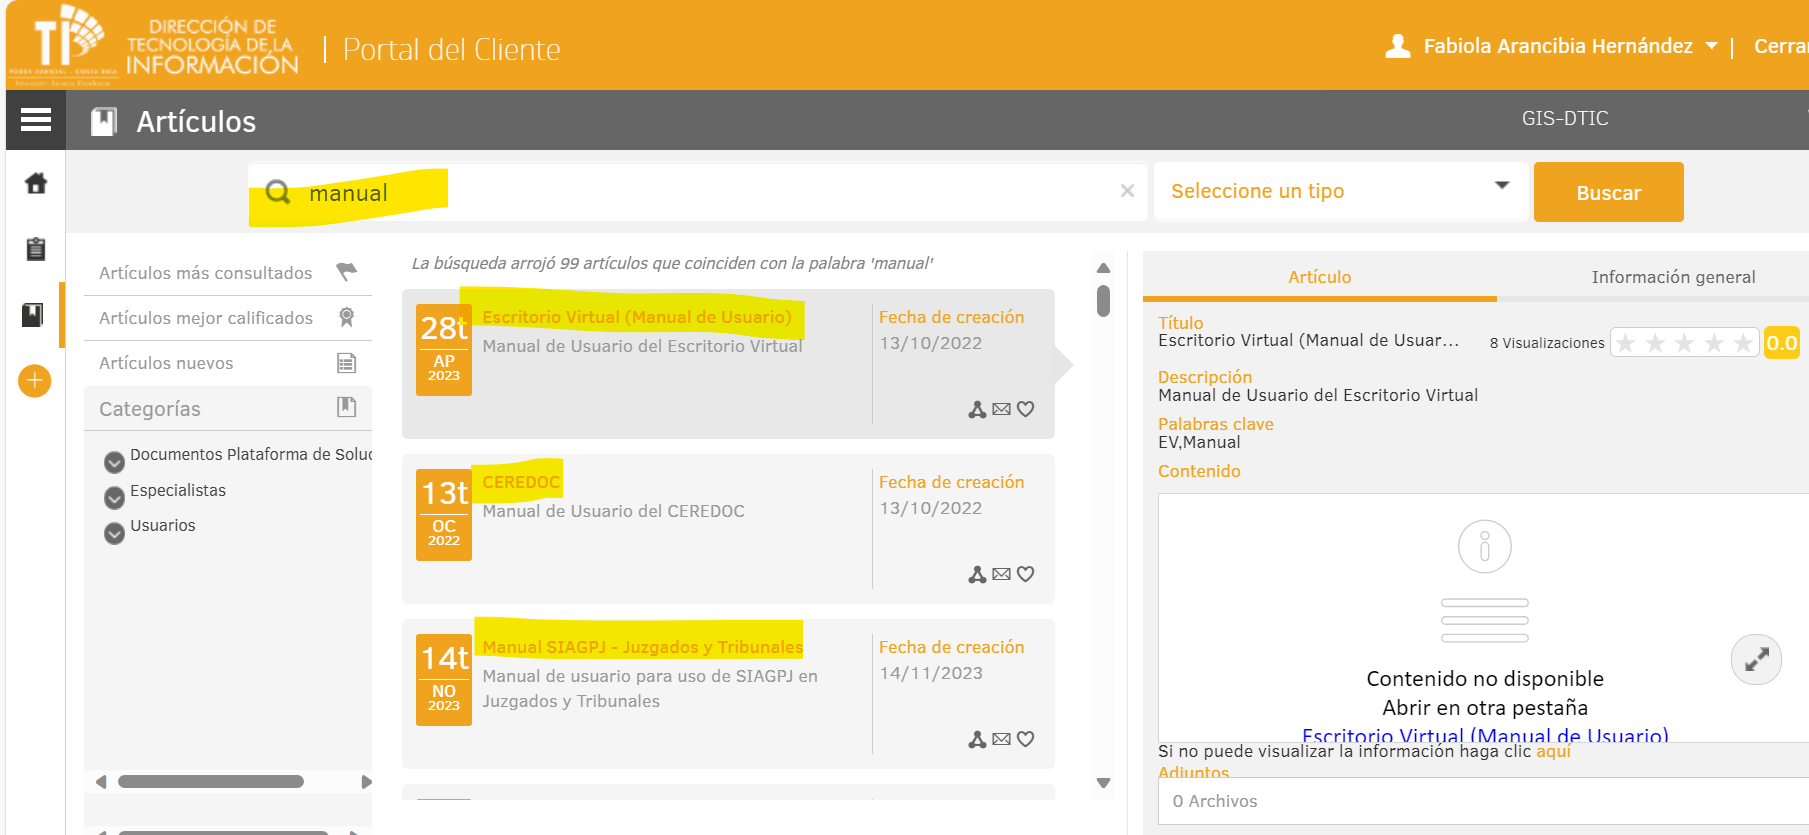 TI
DIRECCIÓN DE
TECNOLOGÍA DE LA
INFORMACIÓN
Portal del Cliente
Fabiola Arancibia Hernández
Cerrar
Artículos
GIS-DTIC
manual
Seleccione un tipo
Buscar
Artículos más consultados
Artículos mejor calificados
Artículos nuevos
Categorías
Documentos Plataforma de Soluc
Especialistas
Usuarios
La búsqueda arrojó 99 artículos que coinciden con la palabra 'manual'
28t
AP
2023
Escritorio Virtual (Manual de Usuario)
Manual de Usuario del Escritorio Virtual
Fecha de creación
13/10/2022
13t
OC
2022
CEREDOC
Manual de Usuario del CEREDOC
Fecha de creación
13/10/2022
14t
NO
2023
Manual SIAGPJ - Juzgados y Tribunales
Manual de usuario para uso de SIAGPJ en
Juzgados y Tribunales
Fecha de creación
14/11/2023
Artículo
Información general
Título
Escritorio Virtual (Manual de Usuar...
8 Visualizaciones
0.0
Descripción
Manual de Usuario del Escritorio Virtual
Palabras clave
EV,Manual
Contenido
Contenido no disponible
Abrir en otra pestaña
Escritorio Virtual (Manual de Usuario)
Si no puede visualizar la información haga clic aquí
Adjuntos
0 Archivos